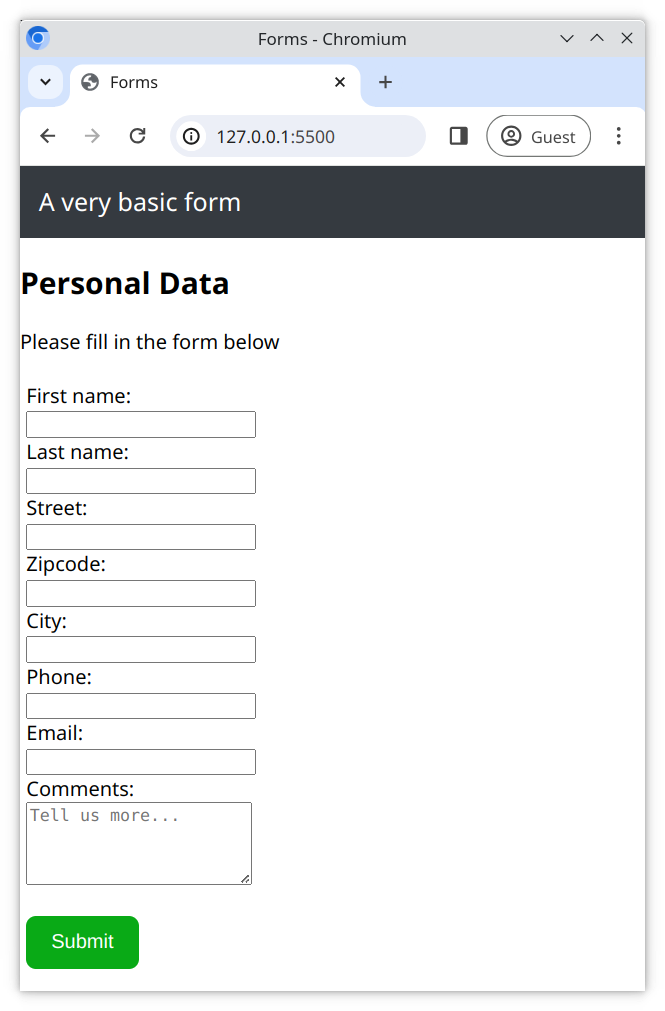 Forms - Chromium
Forms
127.0.0.1:5500
Guest
A very basic form
Personal Data
Please fill in the form below
First name:
Last name:
Street:
Zipcode:
City:
Phone:
Email:
Comments:
Tell us more...
Submit